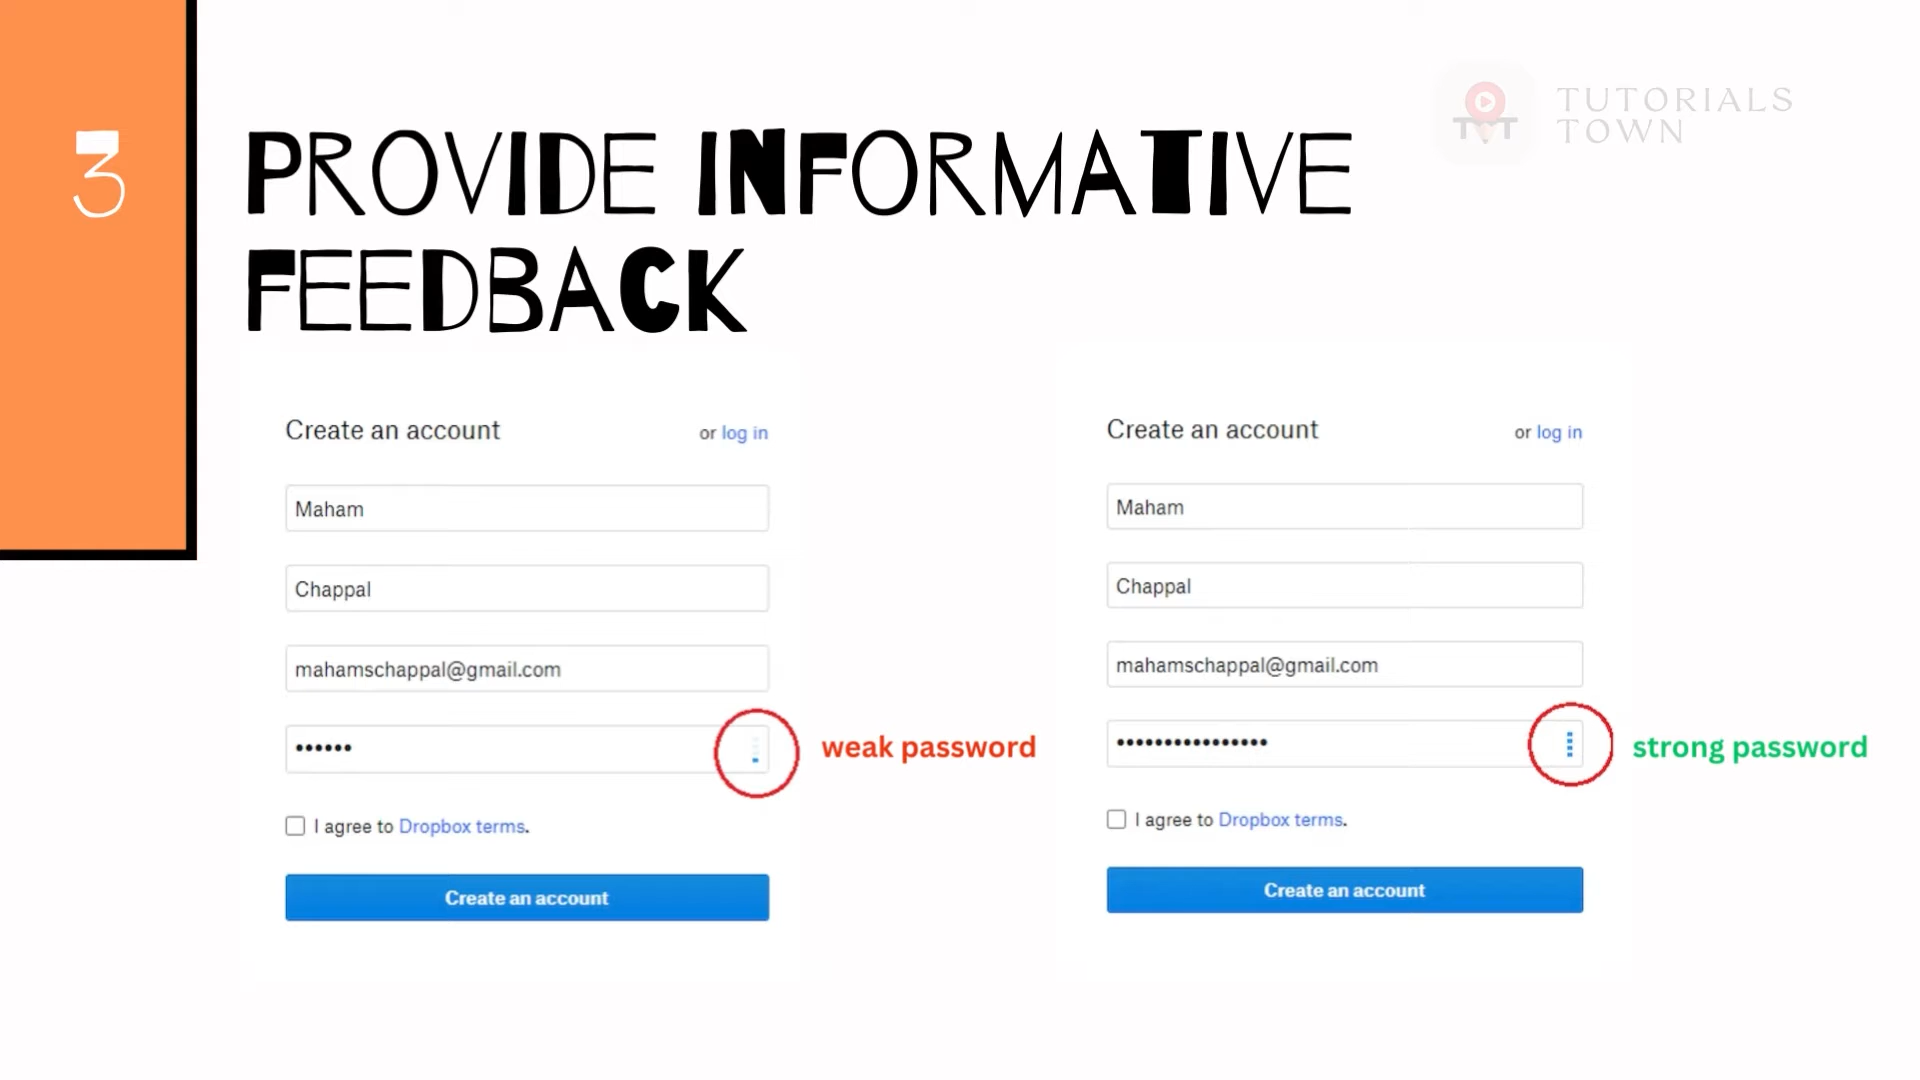 3
PROVIDE INFORMATIVE
FEEDBACK
TUTORIALS
TOWN
TVT
Create an account
or log in
Maham
Chappal
mahamschappal@gmail.com
••••••
weak password
I agree to Dropbox terms.
Create an account
Create an account
or log in
Maham
Chappal
mahamschappal@gmail.com
••••••••••••••••
strong password
I agree to Dropbox terms.
Create an account